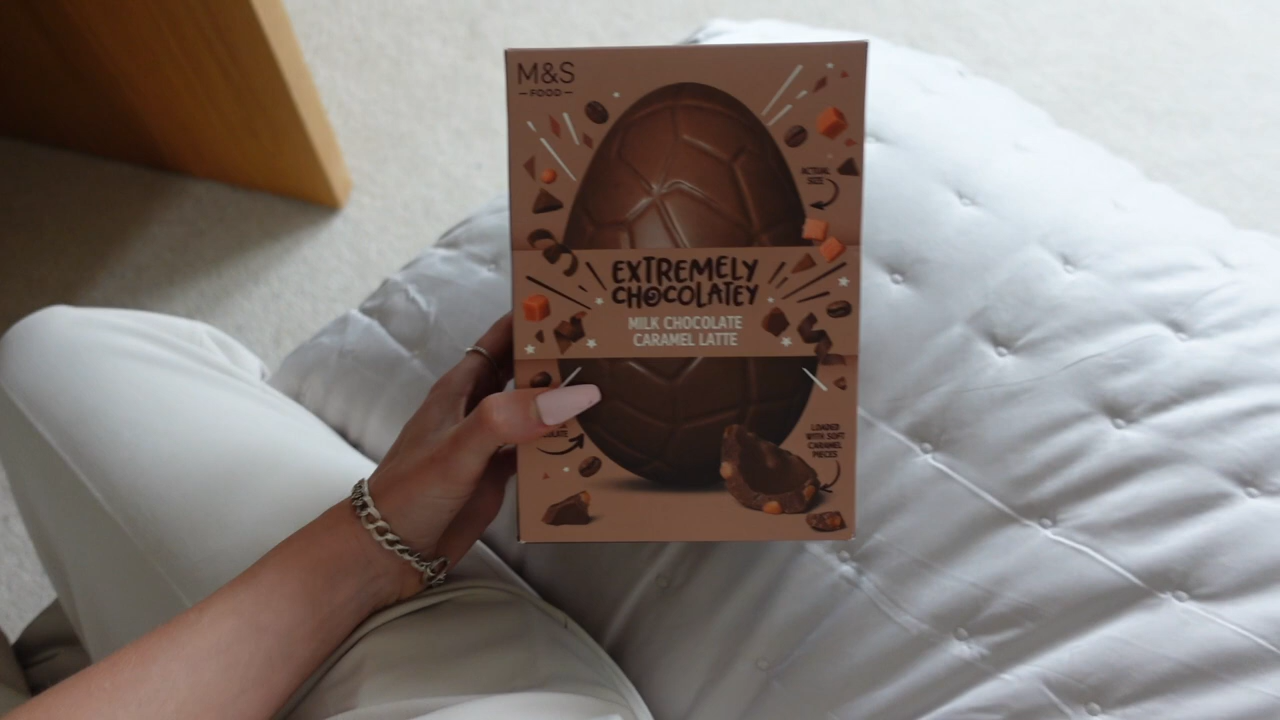 M&S
FOOD
ACTUAL
SIZE
EXTREMELY
CHOCOLATEY
MILK CHOCOLATE
CARAMEL LATTE
LOADED
WITH SOFT
CARAMEL
PIECES